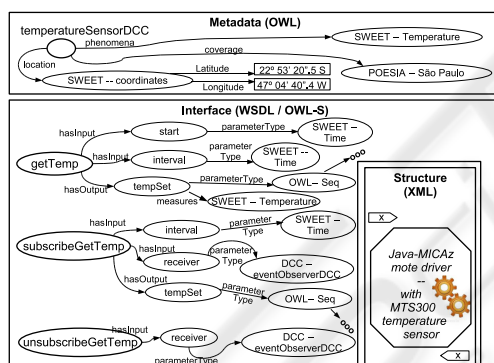 Metadata (OWL)
temperatureSensorDCC
phenomena
SWEET – Temperature
location
coverage
Latitude
22º 53' 20".5 S
POESIA – São Paulo
SWEET -- coordinates
Longitude
47º 04' 40".4 W
Interface (WSDL / OWL-S)
hasInput
start
parameterType
SWEET –
Time
getTemp
hasInput
interval
parameter
Type
SWEET --
Time
hasOutput
tempSet
parameterType
OWL– Seq
measures
SWEET – Temperature
Structure
(XML)
X
Java-MICAz
mote driver
--
with
MTS300
temperature
sensor
X
hasInput
interval
parameter
Type
SWEET –
Time
subscribeGetTemp
hasInput
receiver
parameter
Type
DCC –
eventObserverDCC
hasOutput
tempSet
parameter
Type
OWL– Seq
unsubscribeGetTemp
hasInput
receiver
parameterType
DCC –
eventObserverDCC